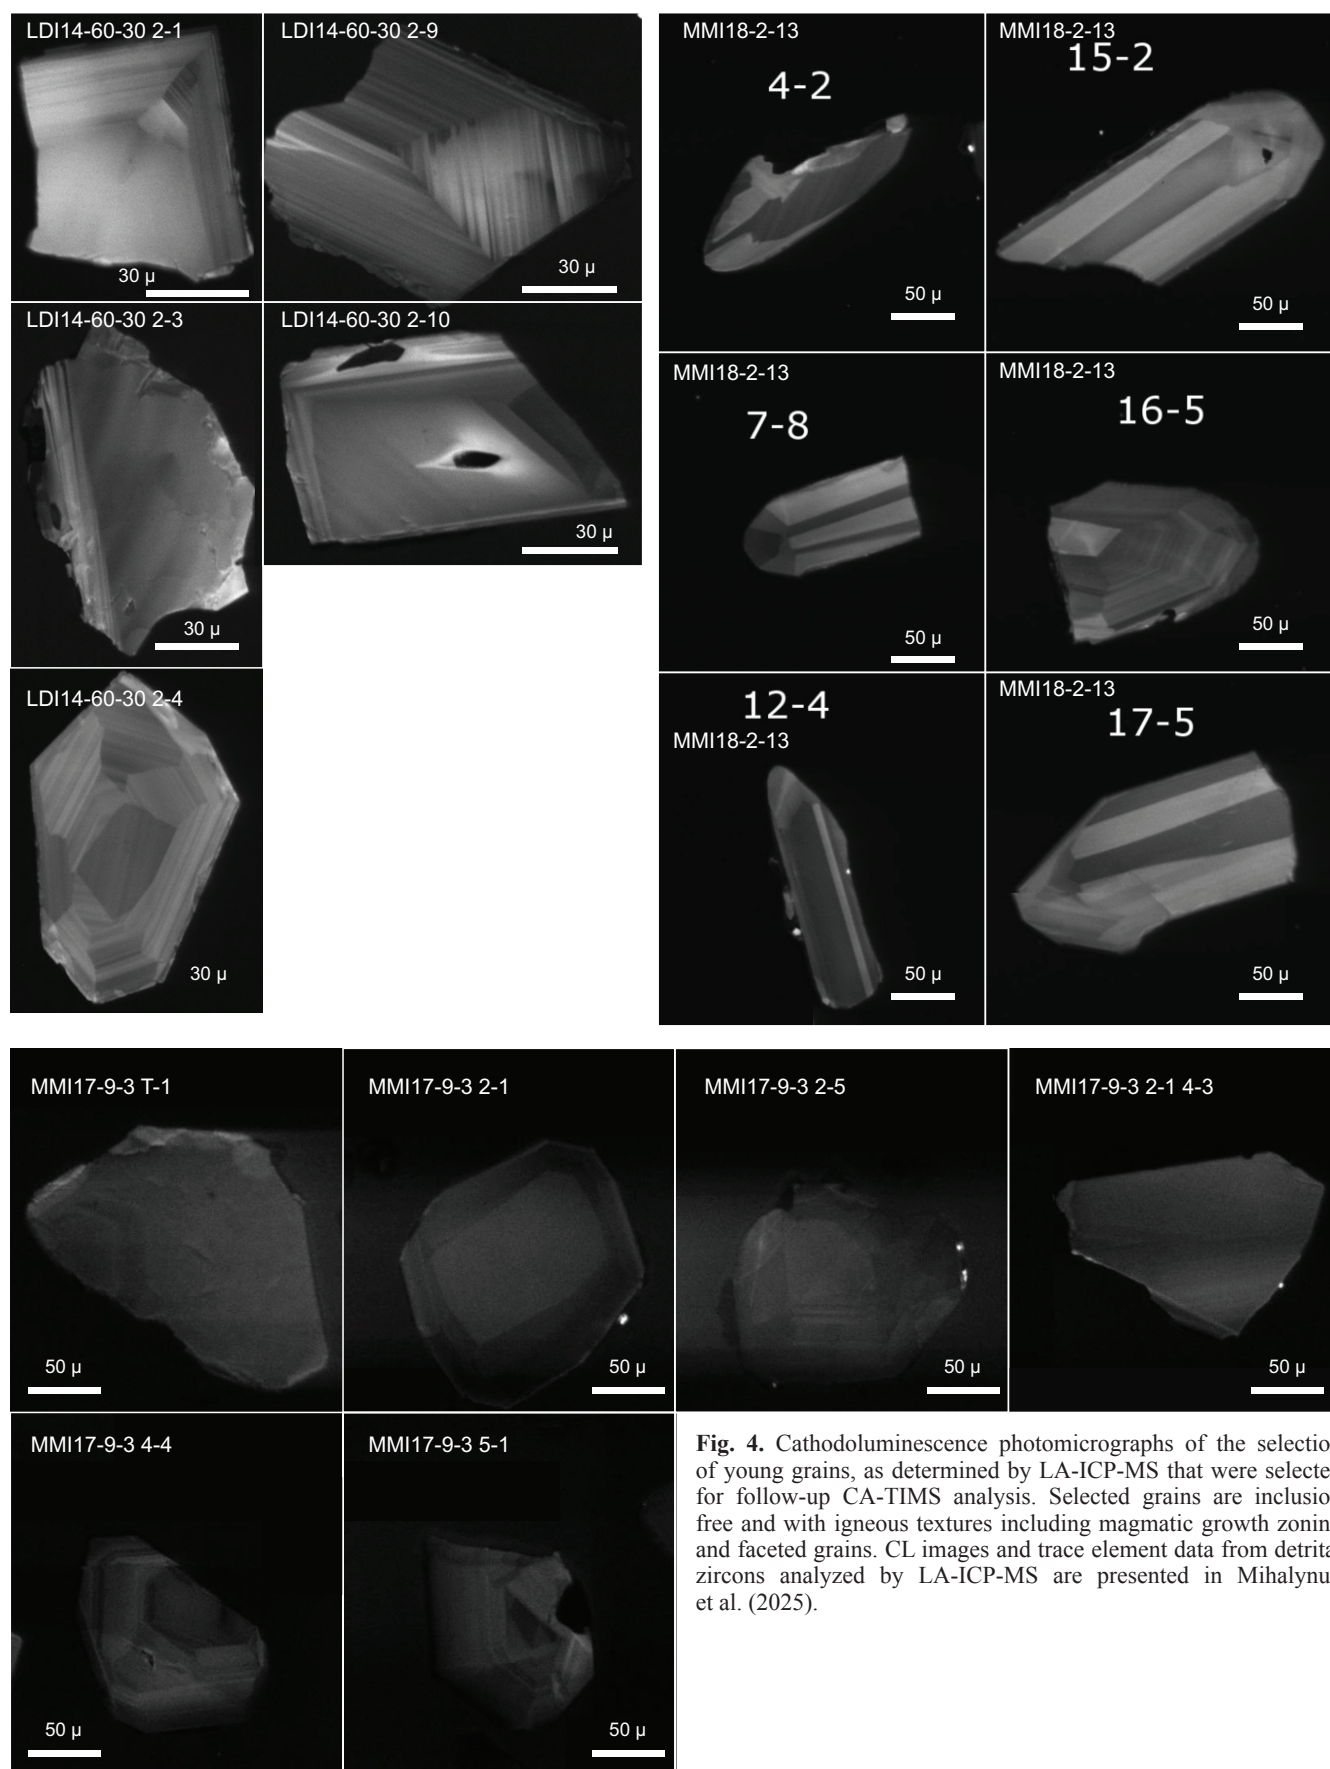 LDI14-60-30 2-1
30 µ
LDI14-60-30 2-9
30 µ
LDI14-60-30 2-3
30 µ
LDI14-60-30 2-10
30 µ
LDI14-60-30 2-4
30 µ
MMI18-2-13
4-2
50 µ
MMI18-2-13
15-2
50 µ
MMI18-2-13
7-8
50 µ
MMI18-2-13
16-5
50 µ
12-4
MMI18-2-13
50 µ
MMI18-2-13
17-5
50 µ
MMI17-9-3 T-1
50 µ
MMI17-9-3 2-1
50 µ
MMI17-9-3 2-5
50 µ
MMI17-9-3 2-1 4-3
50 µ
MMI17-9-3 4-4
50 µ
MMI17-9-3 5-1
50 µ
Fig. 4. Cathodoluminescence photomicrographs of the selectio
of young grains, as determined by LA-ICP-MS that were selecte
for follow-up CA-TIMS analysis. Selected grains are inclusio
free and with igneous textures including magmatic growth zonin
and faceted grains. CL images and trace element data from detrita
zircons analyzed by LA-ICP-MS are presented in Mihalynu
et al. (2025).